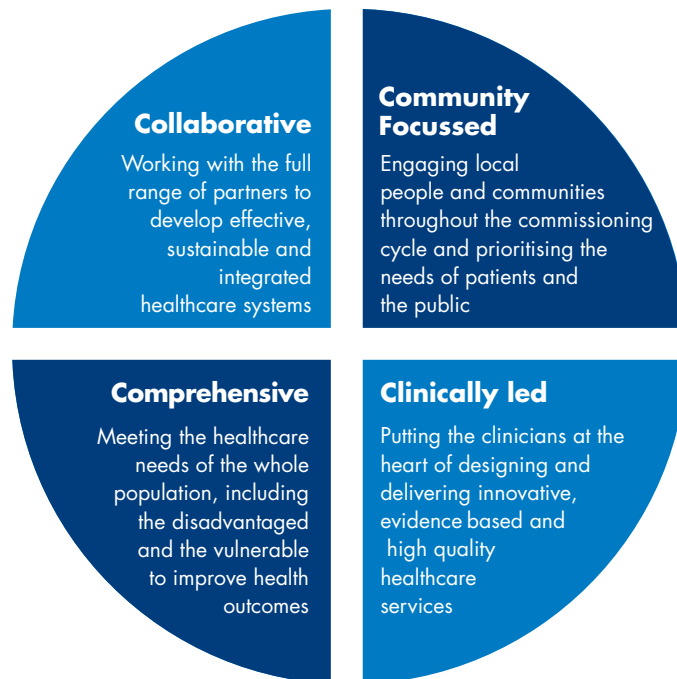 Collaborative
Working with the full
range of partners to
develop effective,
sustainable and
integrated
healthcare systems
Community
Focussed
Engaging local
people and communities
throughout the commissioning
cycle and prioritising the
needs of patients and
the public
Comprehensive
Meeting the healthcare
needs of the whole
population, including
the disadvantaged
and the vulnerable
to improve health
outcomes
Clinically led
Putting the clinicians at the
heart of designing and
delivering innovative,
evidence based and
high quality
healthcare
services